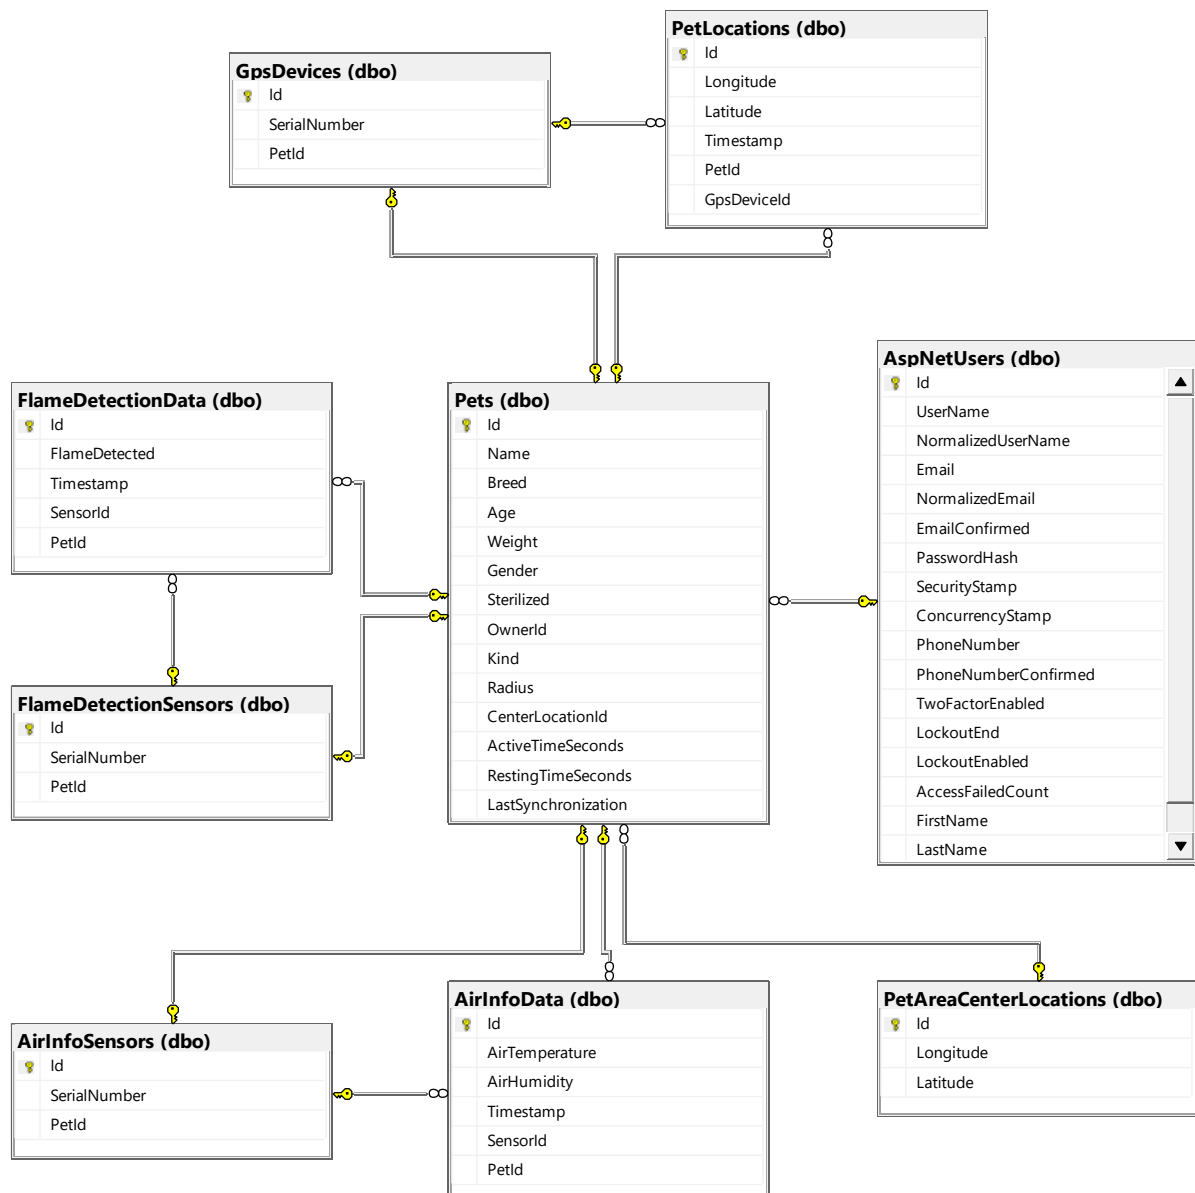 PetLocations (dbo)
Id
Longitude
Latitude
Timestamp
PetId
GpsDeviceId
GpsDevices (dbo)
Id
SerialNumber
PetId
AspNetUsers (dbo)
Id
UserName
NormalizedUserName
Email
NormalizedEmail
EmailConfirmed
PasswordHash
SecurityStamp
ConcurrencyStamp
PhoneNumber
PhoneNumberConfirmed
TwoFactorEnabled
LockoutEnd
LockoutEnabled
AccessFailedCount
FirstName
LastName
FlameDetectionData (dbo)
Id
FlameDetected
Timestamp
SensorId
PetId
Pets (dbo)
Id
Name
Breed
Age
Weight
Gender
Sterilized
OwnerId
Kind
Radius
CenterLocationId
ActiveTimeSeconds
RestingTimeSeconds
LastSynchronization
FlameDetectionSensors (dbo)
Id
SerialNumber
PetId
AirInfoSensors (dbo)
Id
SerialNumber
PetId
AirInfoData (dbo)
Id
AirTemperature
AirHumidity
Timestamp
SensorId
PetId
PetAreaCenterLocations (dbo)
Id
Longitude
Latitude